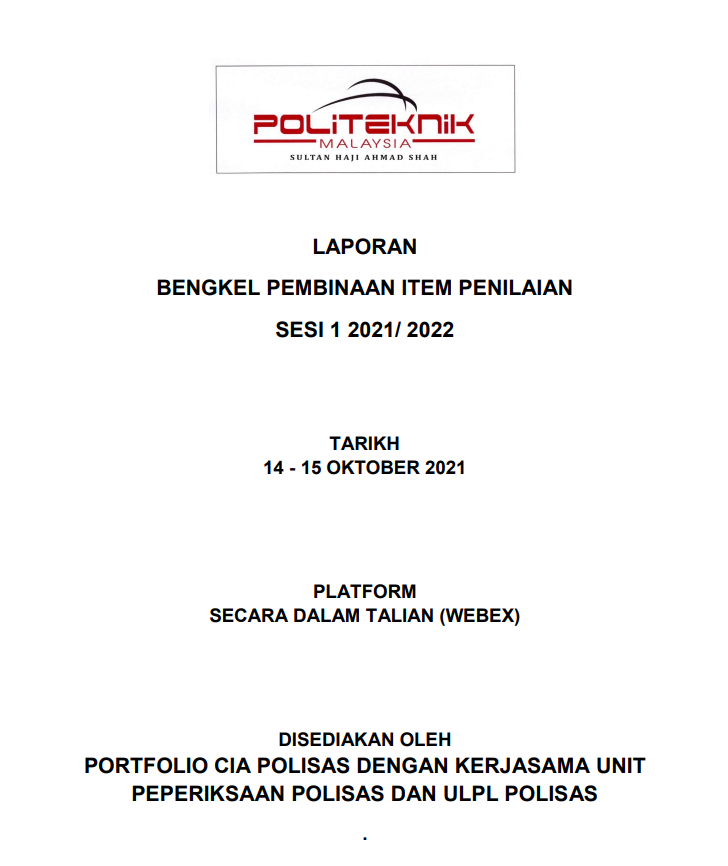 POLITEKNIK
MALAYSIA
SULTAN HAJI AHMAD SHAH
LAPORAN
BENGKEL PEMBINAAN ITEM PENILAIAN
SESI 1 2021/ 2022
TARIKH
14 - 15 OKTOBER 2021
PLATFORM
SECARA DALAM TALIAN (WEBEX)
DISEDIAKAN OLEH
PORTFOLIO CIA POLISAS DENGAN KERJASAMA UNIT
PEPERIKSAAN POLISAS DAN ULPL POLISAS
.